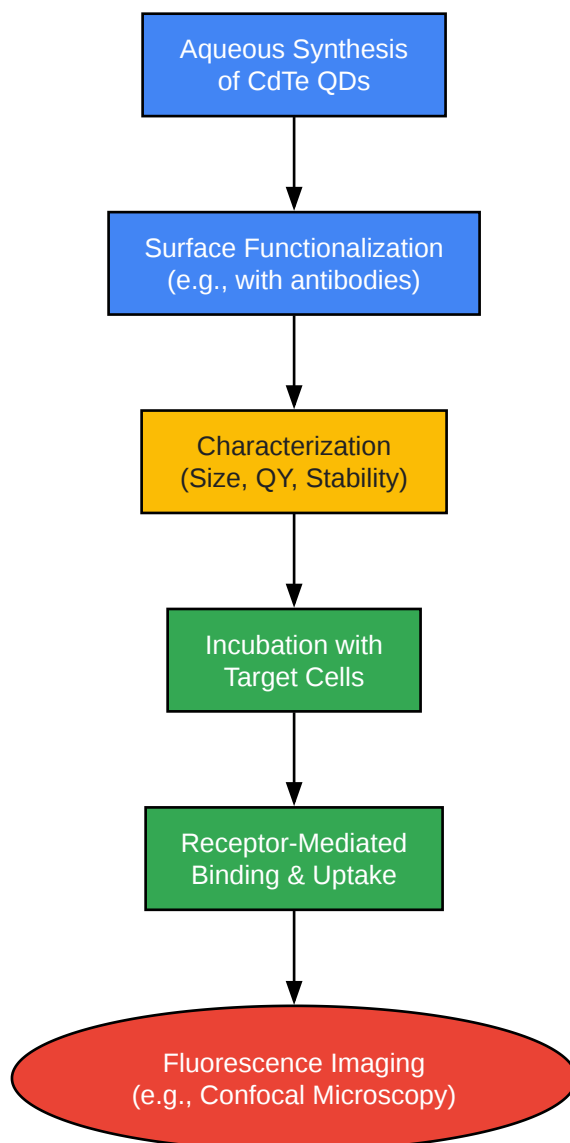 Aqueous Synthesis
of CdTe QDs
Surface Functionalization
(e.g., with antibodies)
Characterization
(Size, QY, Stability)
Incubation with
Target Cells
Receptor-Mediated
Binding & Uptake
Fluorescence Imaging
(e.g., Confocal Microscopy)